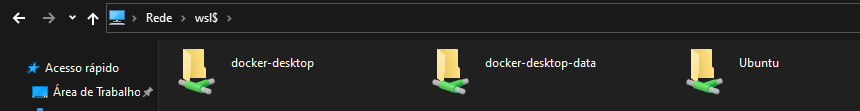 Rede > wsl$
Acesso rápido
docker-desktop
docker-desktop-data
Ubuntu
Área de Trabalho